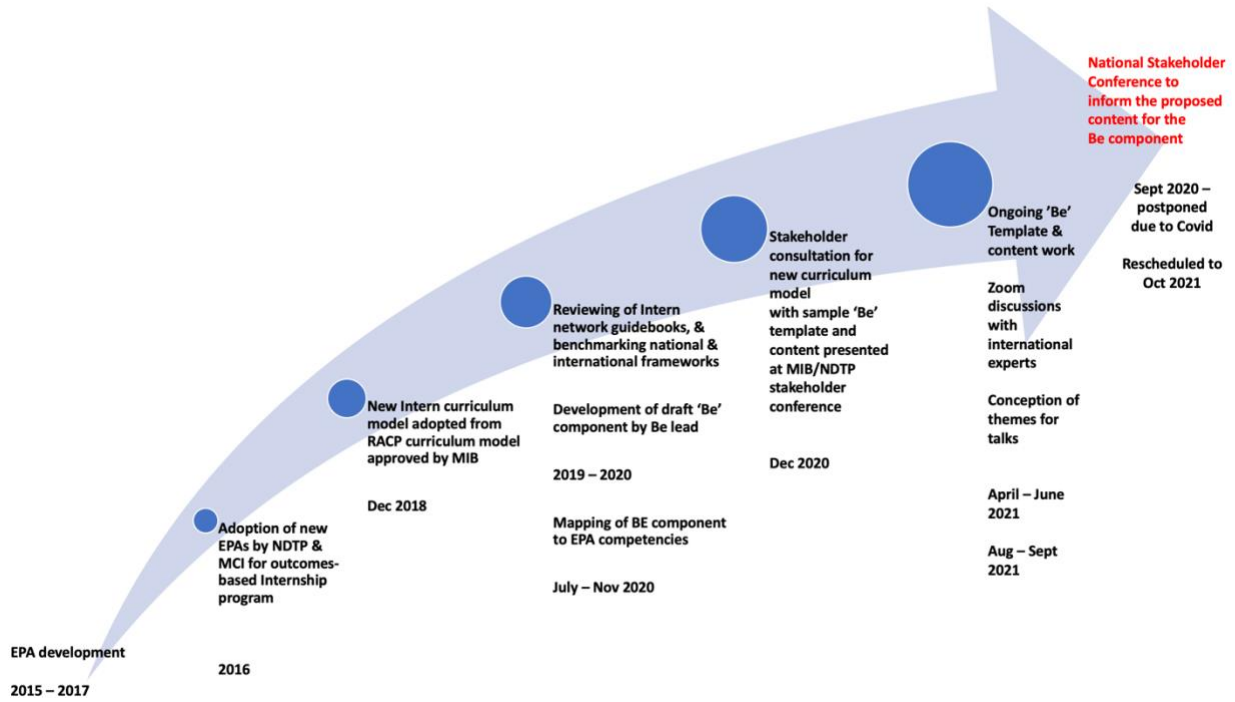 EPA development
2015 – 2017
Adoption of new
EPAs by NDTP &
MCI for outcomes-
based Internship
program
2016
New Intern curriculum
model adopted from
RACP curriculum model
approved by MIB
Dec 2018
Reviewing of Intern
network guidebooks, &
benchmarking national &
international frameworks
Development of draft ‘Be’
component by Be lead
2019 – 2020
Mapping of BE component
to EPA competencies
July – Nov 2020
Stakeholder
consultation for
new curriculum
model
with sample ‘Be’
template and
content presented
at MIB/NDTP
stakeholder
conference
Dec 2020
Ongoing ’Be’
Template &
content work
Zoom
discussions
with
international
experts
Conception of
themes for
talks
April – June
2021
Aug – Sept
2021
National Stakeholder
Conference to
inform the proposed
content for the
Be component
Sept 2020 –
postponed
due to Covid
Rescheduled to
Oct 2021